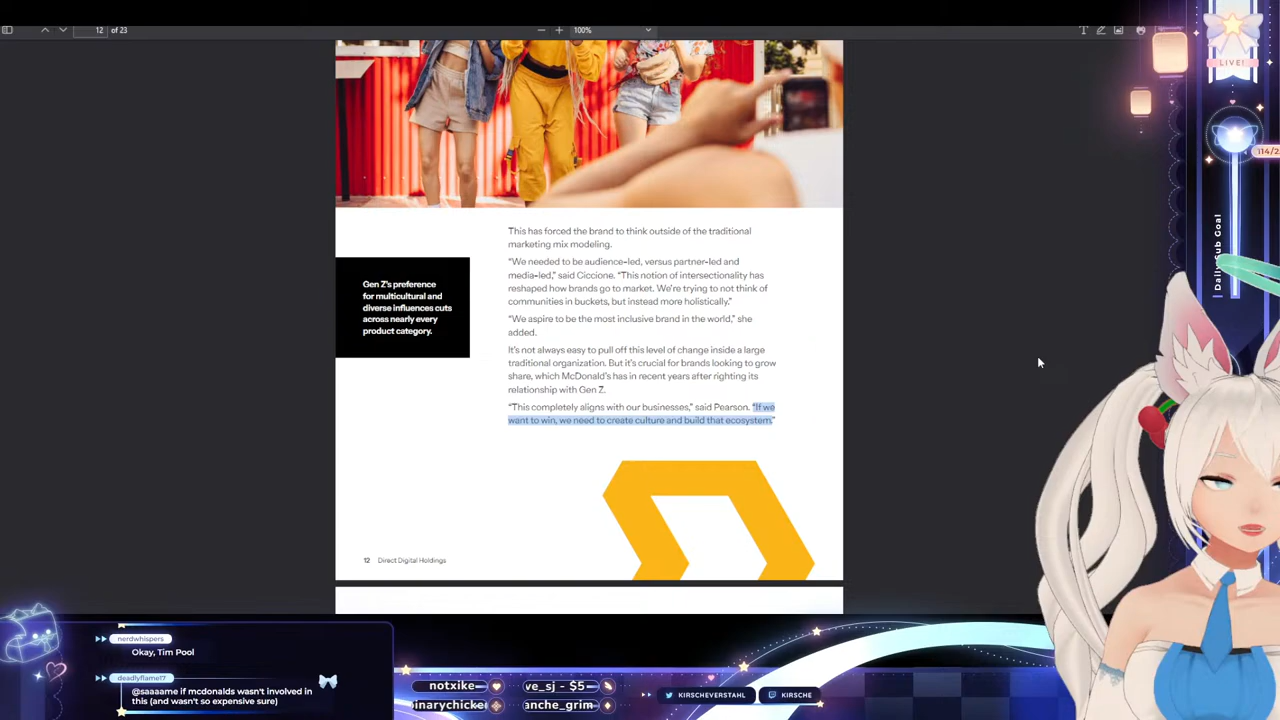 12 of 23
100%
LIVE!
114/2
Daily Sub Goal
This has forced the brand to think outside of the traditional
marketing mix modeling.
"We needed to be audience-led, versus partner-led and
media-led," said Ciccione. "This notion of intersectionality has
reshaped how brands go to market. We're trying to not think of
communities in buckets, but instead more holistically."
"We aspire to be the most inclusive brand in the world," she
added.
It's not always easy to pull off this level of change inside a large
traditional organization. But it's crucial for brands looking to grow
share, which McDonald's has in recent years after righting its
relationship with Gen Z.
"This completely aligns with our businesses," said Pearson. "If we
want to win, we need to create culture and build that ecosystem."
Gen Z's preference
for multicultural and
diverse influences cuts
across nearly every
product category.
12 Direct Digital Holdings
nerdwhispers
Okay, Tim Pool
deadlyflame17
@saaaame if mcdonalds wasn't involved in
this (and wasn't so expensive sure)
notxike
ve_sj - $5
inarychicke
anche_grim
KIRSCHEVERSTAHL
KIRSCHE